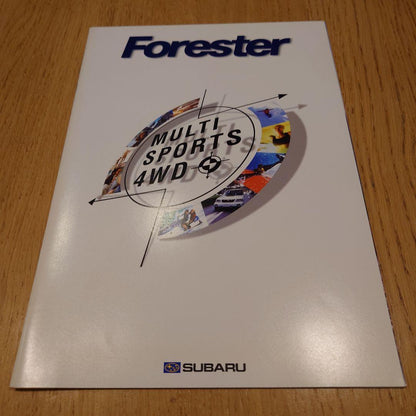 Forester
MULTI
SPORTS
4WD
SUBARU